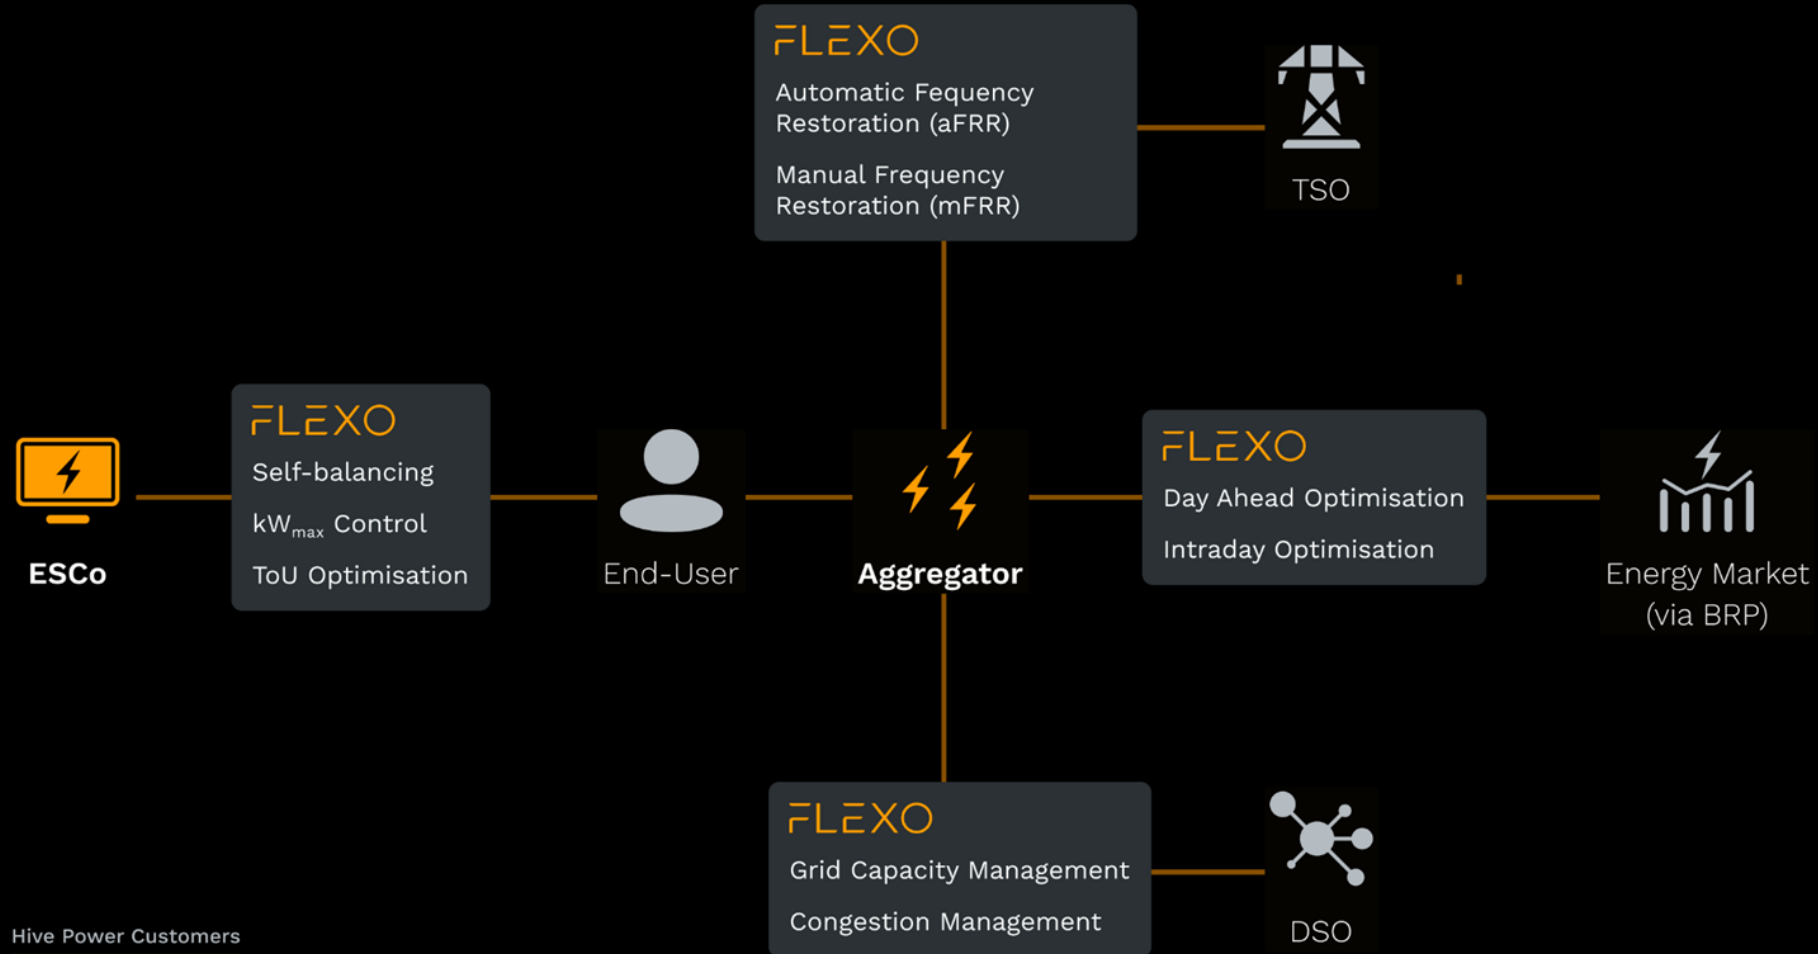 FLEXO
Automatic Fequency
Restoration (aFRR)
Manual Frequency
Restoration (mFRR)
TSO
FLEXO
Self-balancing
kWmax Control
ToU Optimisation
ESCo
End-User
Aggregator
FLEXO
Day Ahead Optimisation
Intraday Optimisation
Energy Market
(via BRP)
FLEXO
Grid Capacity Management
Congestion Management
DSO
Hive Power Customers